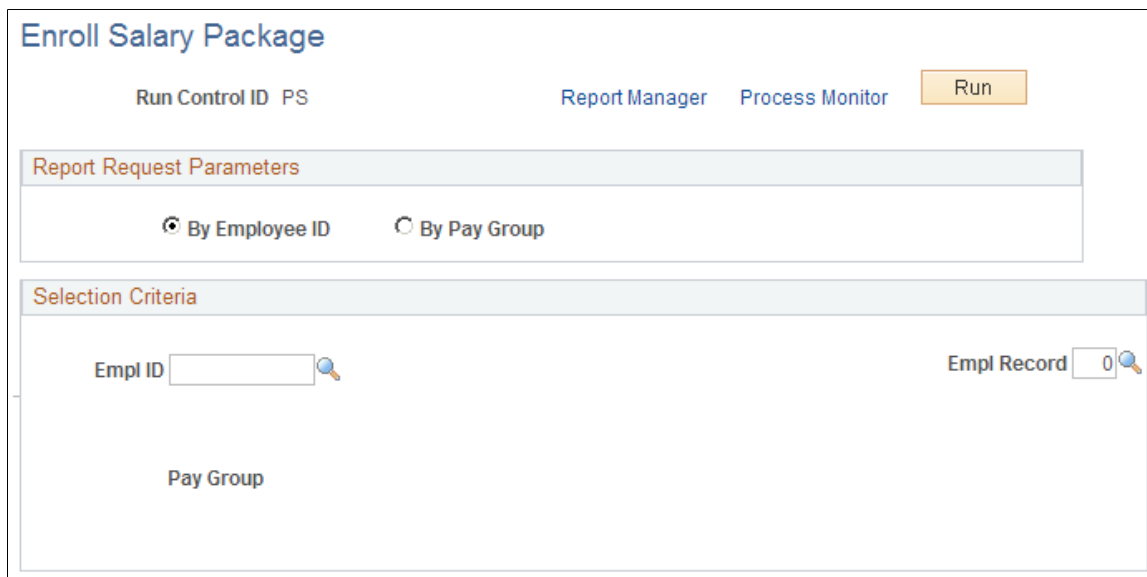 Enroll Salary Package
Run Control ID PS Report Manager Process Monitor Run
Report Request Parameters
By Employee ID By Pay Group
Selection Criteria
Empl ID Empl Record 0
Pay Group